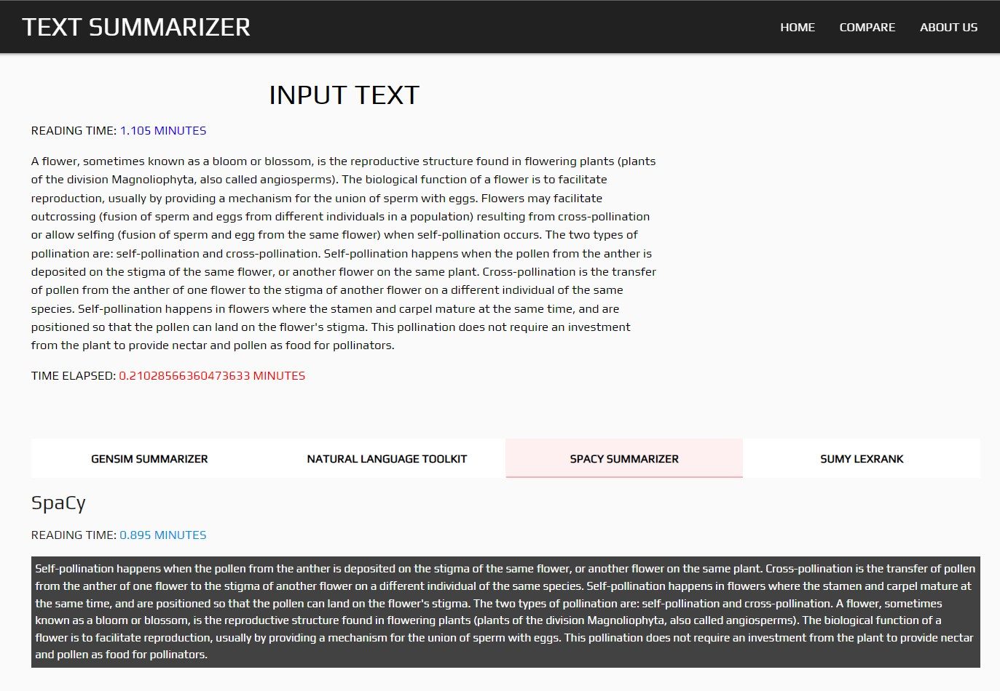 TEXT SUMMARIZER
HOME COMPARE ABOUT US
INPUT TEXT
READING TIME: 1.105 MINUTES
A flower, sometimes known as a bloom or blossom, is the reproductive structure found in flowering plants (plants
of the division Magnoliophyta, also called angiosperms). The biological function of a flower is to facilitate
reproduction, usually by providing a mechanism for the union of sperm with eggs. Flowers may facilitate
outcrossing (fusion of sperm and eggs from different individuals in a population) resulting from cross-pollination
or allow selfing (fusion of sperm and egg from the same flower) when self-pollination occurs. The two types of
pollination are: self-pollination and cross-pollination. Self-pollination happens when the pollen from the anther is
deposited on the stigma of the same flower, or another flower on the same plant. Cross-pollination is the transfer
of pollen from the anther of one flower to the stigma of another flower on a different individual of the same
species. Self-pollination happens in flowers where the stamen and carpel mature at the same time, and are
positioned so that the pollen can land on the flower's stigma. This pollination does not require an investment
from the plant to provide nectar and pollen as food for pollinators.
TIME ELAPSED: 0.21028566360473633 MINUTES
GENSIM SUMMARIZER NATURAL LANGUAGE TOOLKIT SPACY SUMMARIZER SUMY LEXRANK
SpaCy
READING TIME: 0.895 MINUTES
Self-pollination happens when the pollen from the anther is deposited on the stigma of the same flower, or another flower on the same plant. Cross-pollination is the transfer of pollen
from the anther of one flower to the stigma of another flower on a different individual of the same species. Self-pollination happens in flowers where the stamen and carpel mature at
the same time, and are positioned so that the pollen can land on the flower's stigma. The two types of pollination are: self-pollination and cross-pollination. A flower, sometimes
known as a bloom or blossom, is the reproductive structure found in flowering plants (plants of the division Magnoliophyta, also called angiosperms). The biological function of a
flower is to facilitate reproduction, usually by providing a mechanism for the union of sperm with eggs. This pollination does not require an investment from the plant to provide nectar
and pollen as food for pollinators.